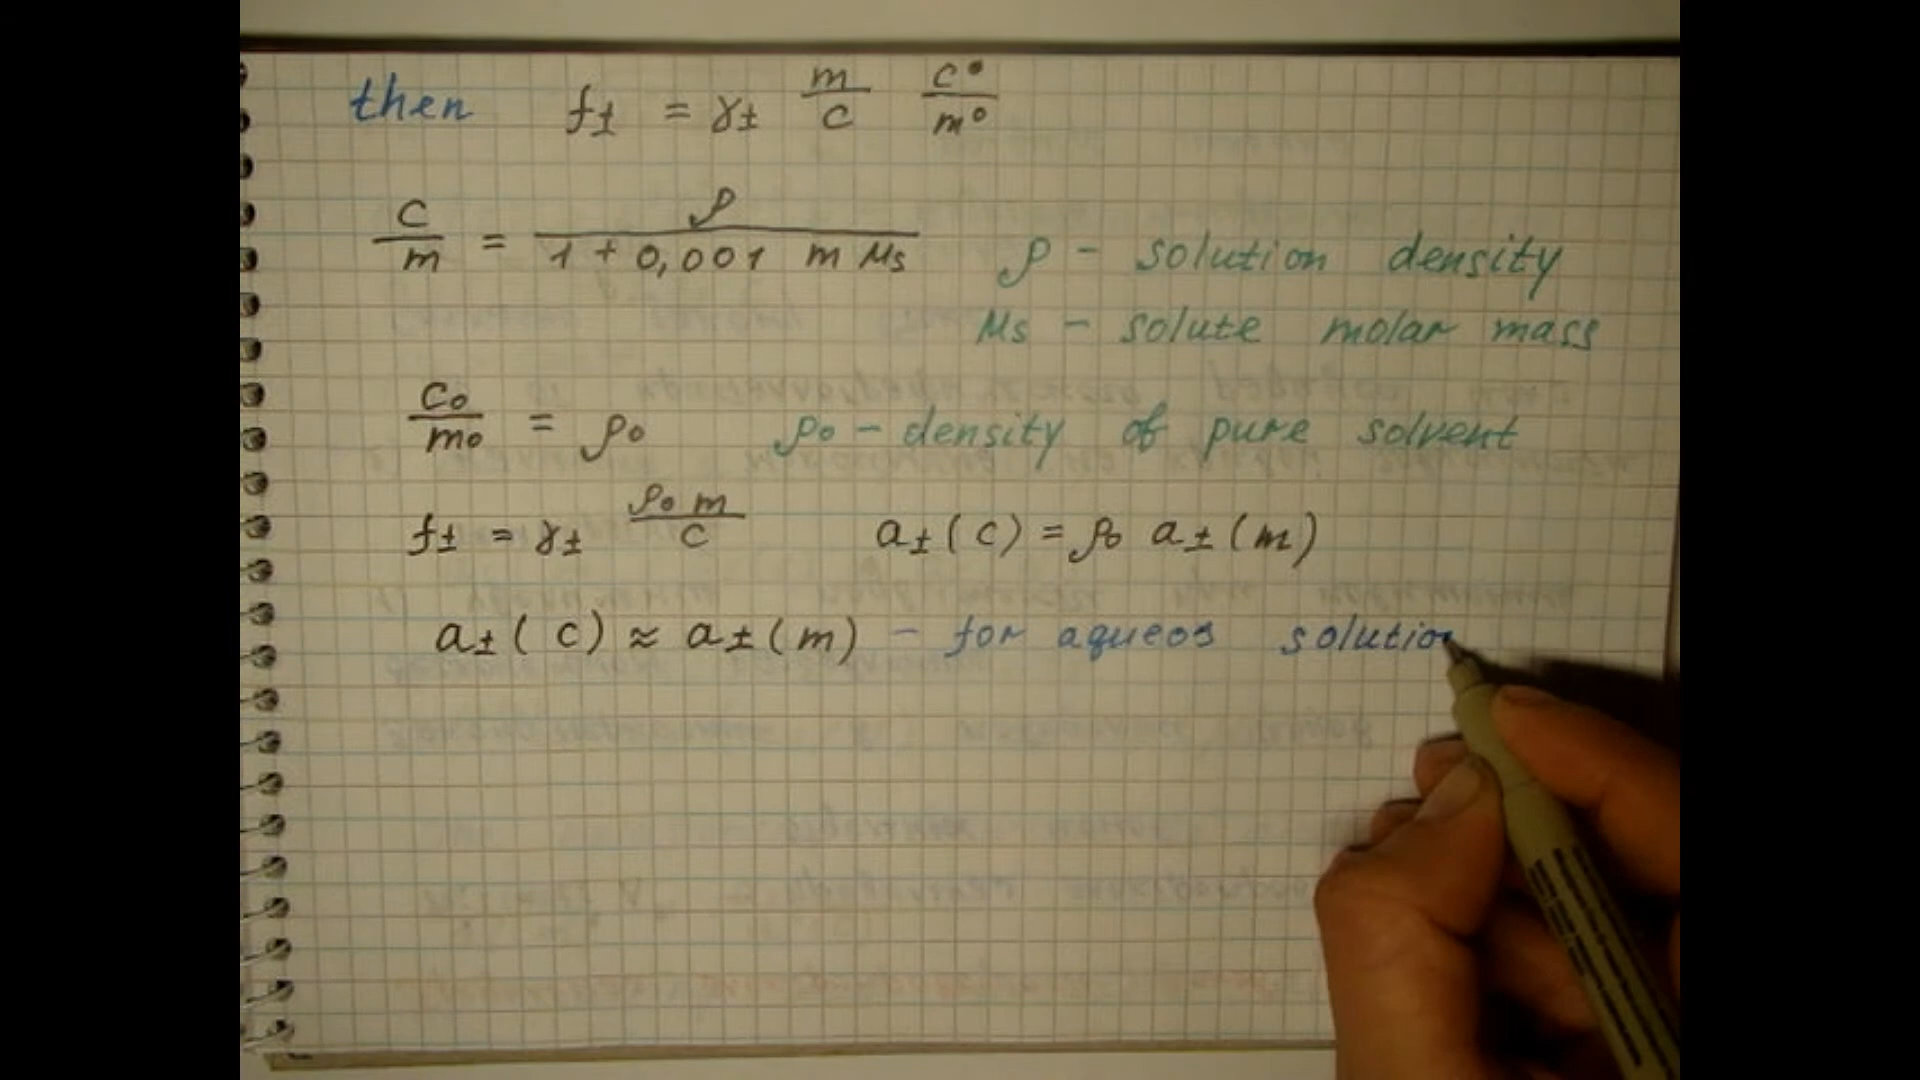 then f± = γ± m/c c°/m°
c/m = ρ/(1 + 0,001 m Ms) ρ – solution density
Ms – solute molar mass
c₀/m₀ = ρ₀ ρ₀ – density of pure solvent
f± = γ± ρ₀ m/c a±(c) = ρ₀ a±(m)
a±(c) ≈ a±(m) – for aqueos solution